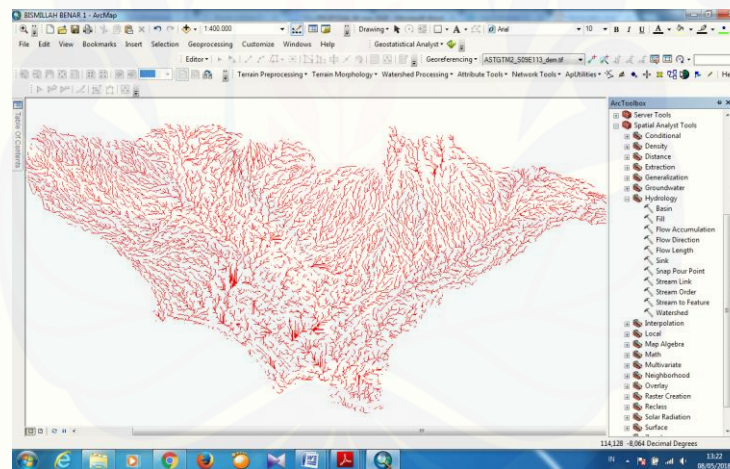 BISMILLAH BENAR 1 - ArcMap
1:400.000
Drawing
Arial
10
B I U A
File Edit View Bookmarks Insert Selection Geoprocessing Customize Windows Help
Geostatistical Analyst
Editor
Georeferencing
ASTGTM2_S09E113_dem.tif
Terrain Preprocessing Terrain Morphology Watershed Processing Attribute Tools Network Tools ApUtilities
Table Of Contents
ArcToolbox
Server Tools
Spatial Analyst Tools
Conditional
Density
Distance
Extraction
Generalization
Groundwater
Hydrology
Basin
Fill
Flow Accumulation
Flow Direction
Flow Length
Sink
Snap Pour Point
Stream Link
Stream Order
Stream to Feature
Watershed
Interpolation
Local
Map Algebra
Math
Multivariate
Neighborhood
Overlay
Raster Creation
Reclass
Solar Radiation
Surface
114,128 -8,064 Decimal Degrees
IN
13:22
08/05/2018